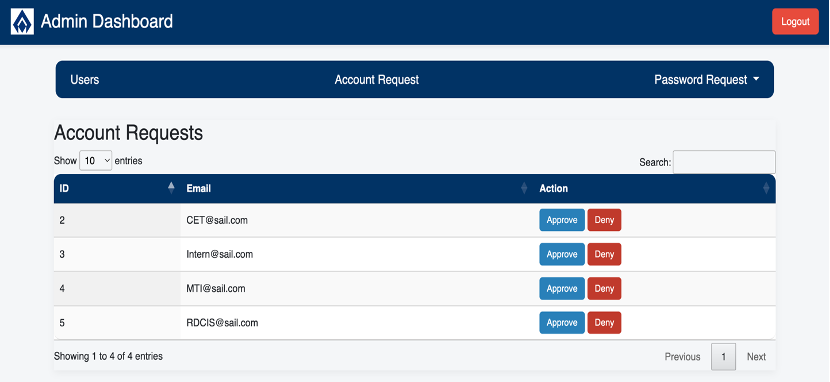 Admin Dashboard Logout
Users Account Request Password Request
Account Requests
Show 10 entries Search:
ID Email Action
2 CET@sail.com Approve Deny
3 Intern@sail.com Approve Deny
4 MTI@sail.com Approve Deny
5 RDCIS@sail.com Approve Deny
Showing 1 to 4 of 4 entries Previous 1 Next